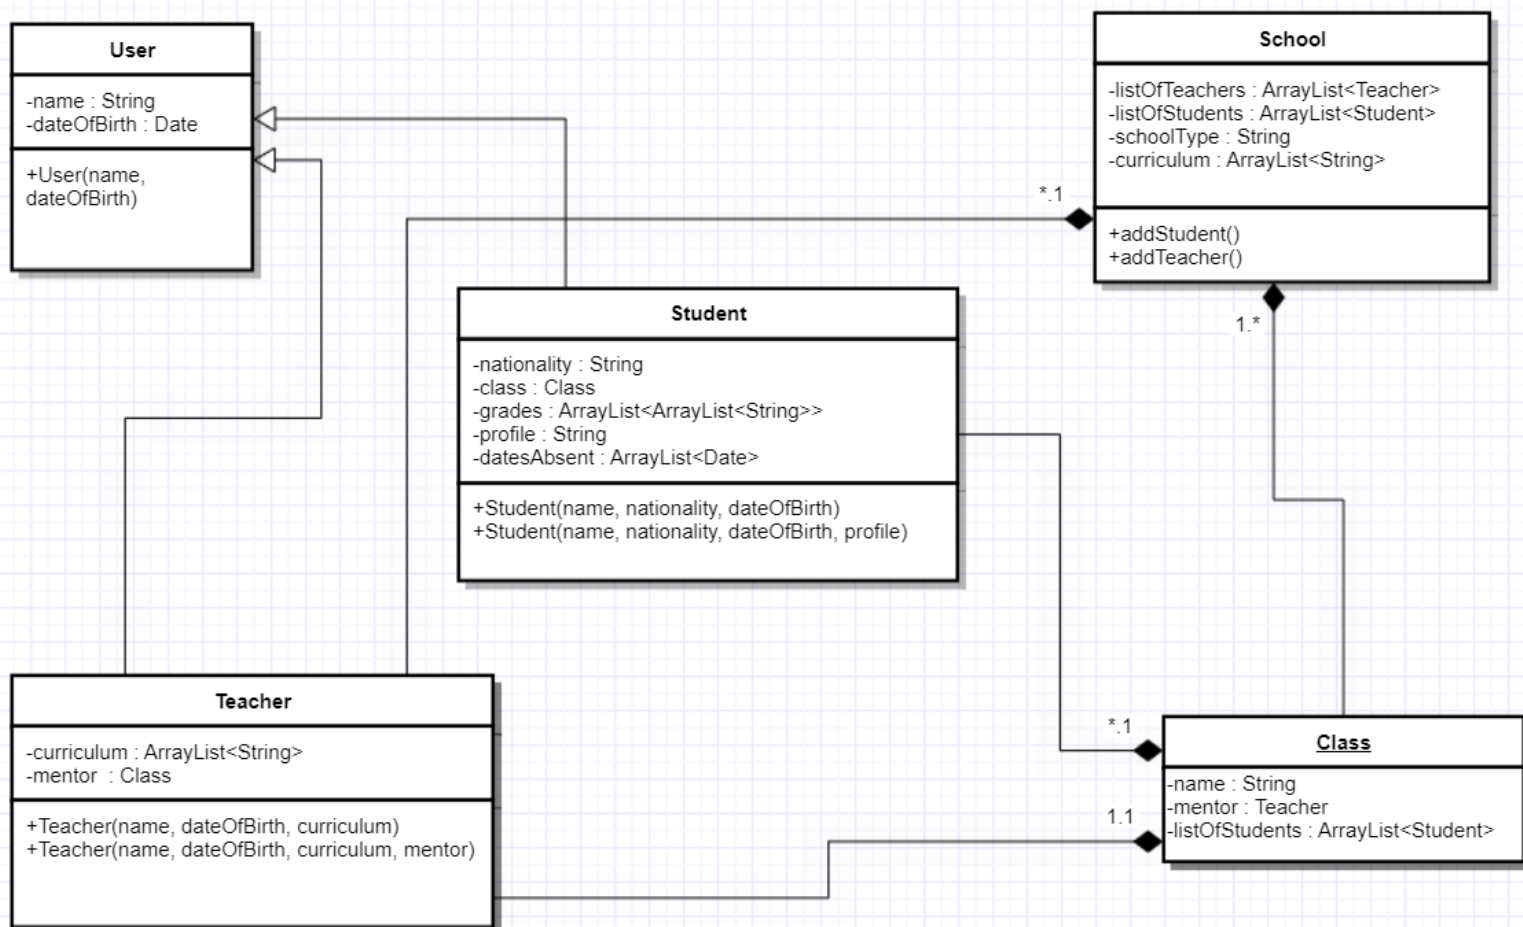 User
-name : String
-dateOfBirth : Date
+User(name,
dateOfBirth)
School
-listOfTeachers : ArrayList<Teacher>
-listOfStudents : ArrayList<Student>
-schoolType : String
-curriculum : ArrayList<String>
+addStudent()
+addTeacher()
*.1
1.*
Student
-nationality : String
-class : Class
-grades : ArrayList<ArrayList<String>>
-profile : String
-datesAbsent : ArrayList<Date>
+Student(name, nationality, dateOfBirth)
+Student(name, nationality, dateOfBirth, profile)
Teacher
-curriculum : ArrayList<String>
-mentor  : Class
+Teacher(name, dateOfBirth, curriculum)
+Teacher(name, dateOfBirth, curriculum, mentor)
*.1
1.1
Class
-name : String
-mentor : Teacher
-listOfStudents : ArrayList<Student>